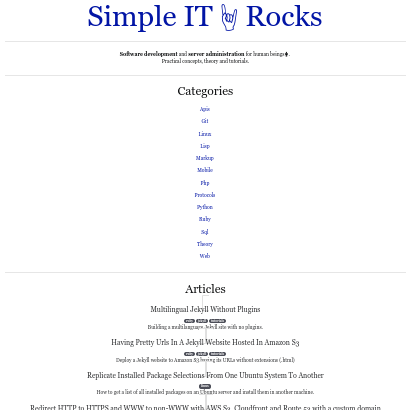 Simple IT 🤘 Rocks
Software development and server administration for human beings
Practical concepts, theory and tutorials.
Categories
Apis
Git
Linux
Lisp
Markup
Mobile
Php
Protocols
Python
Ruby
Sql
Theory
Web
Articles
Multilingual Jekyll Without Plugins
Building a multilanguage Jekyll site with no plugins.
Having Pretty Urls In A Jekyll Website Hosted In Amazon S3
Deploy a Jekyll website to Amazon S3 having its URLs without extensions (.html)
Replicate Installed Package Selections From One Ubuntu System To Another
How to get a list of all installed packages on an Ubuntu server and install them in another machine.
Redirect HTTP to HTTPS and WWW to non-WWW with AWS S3, Cloudfront and Route 53 with a custom domain